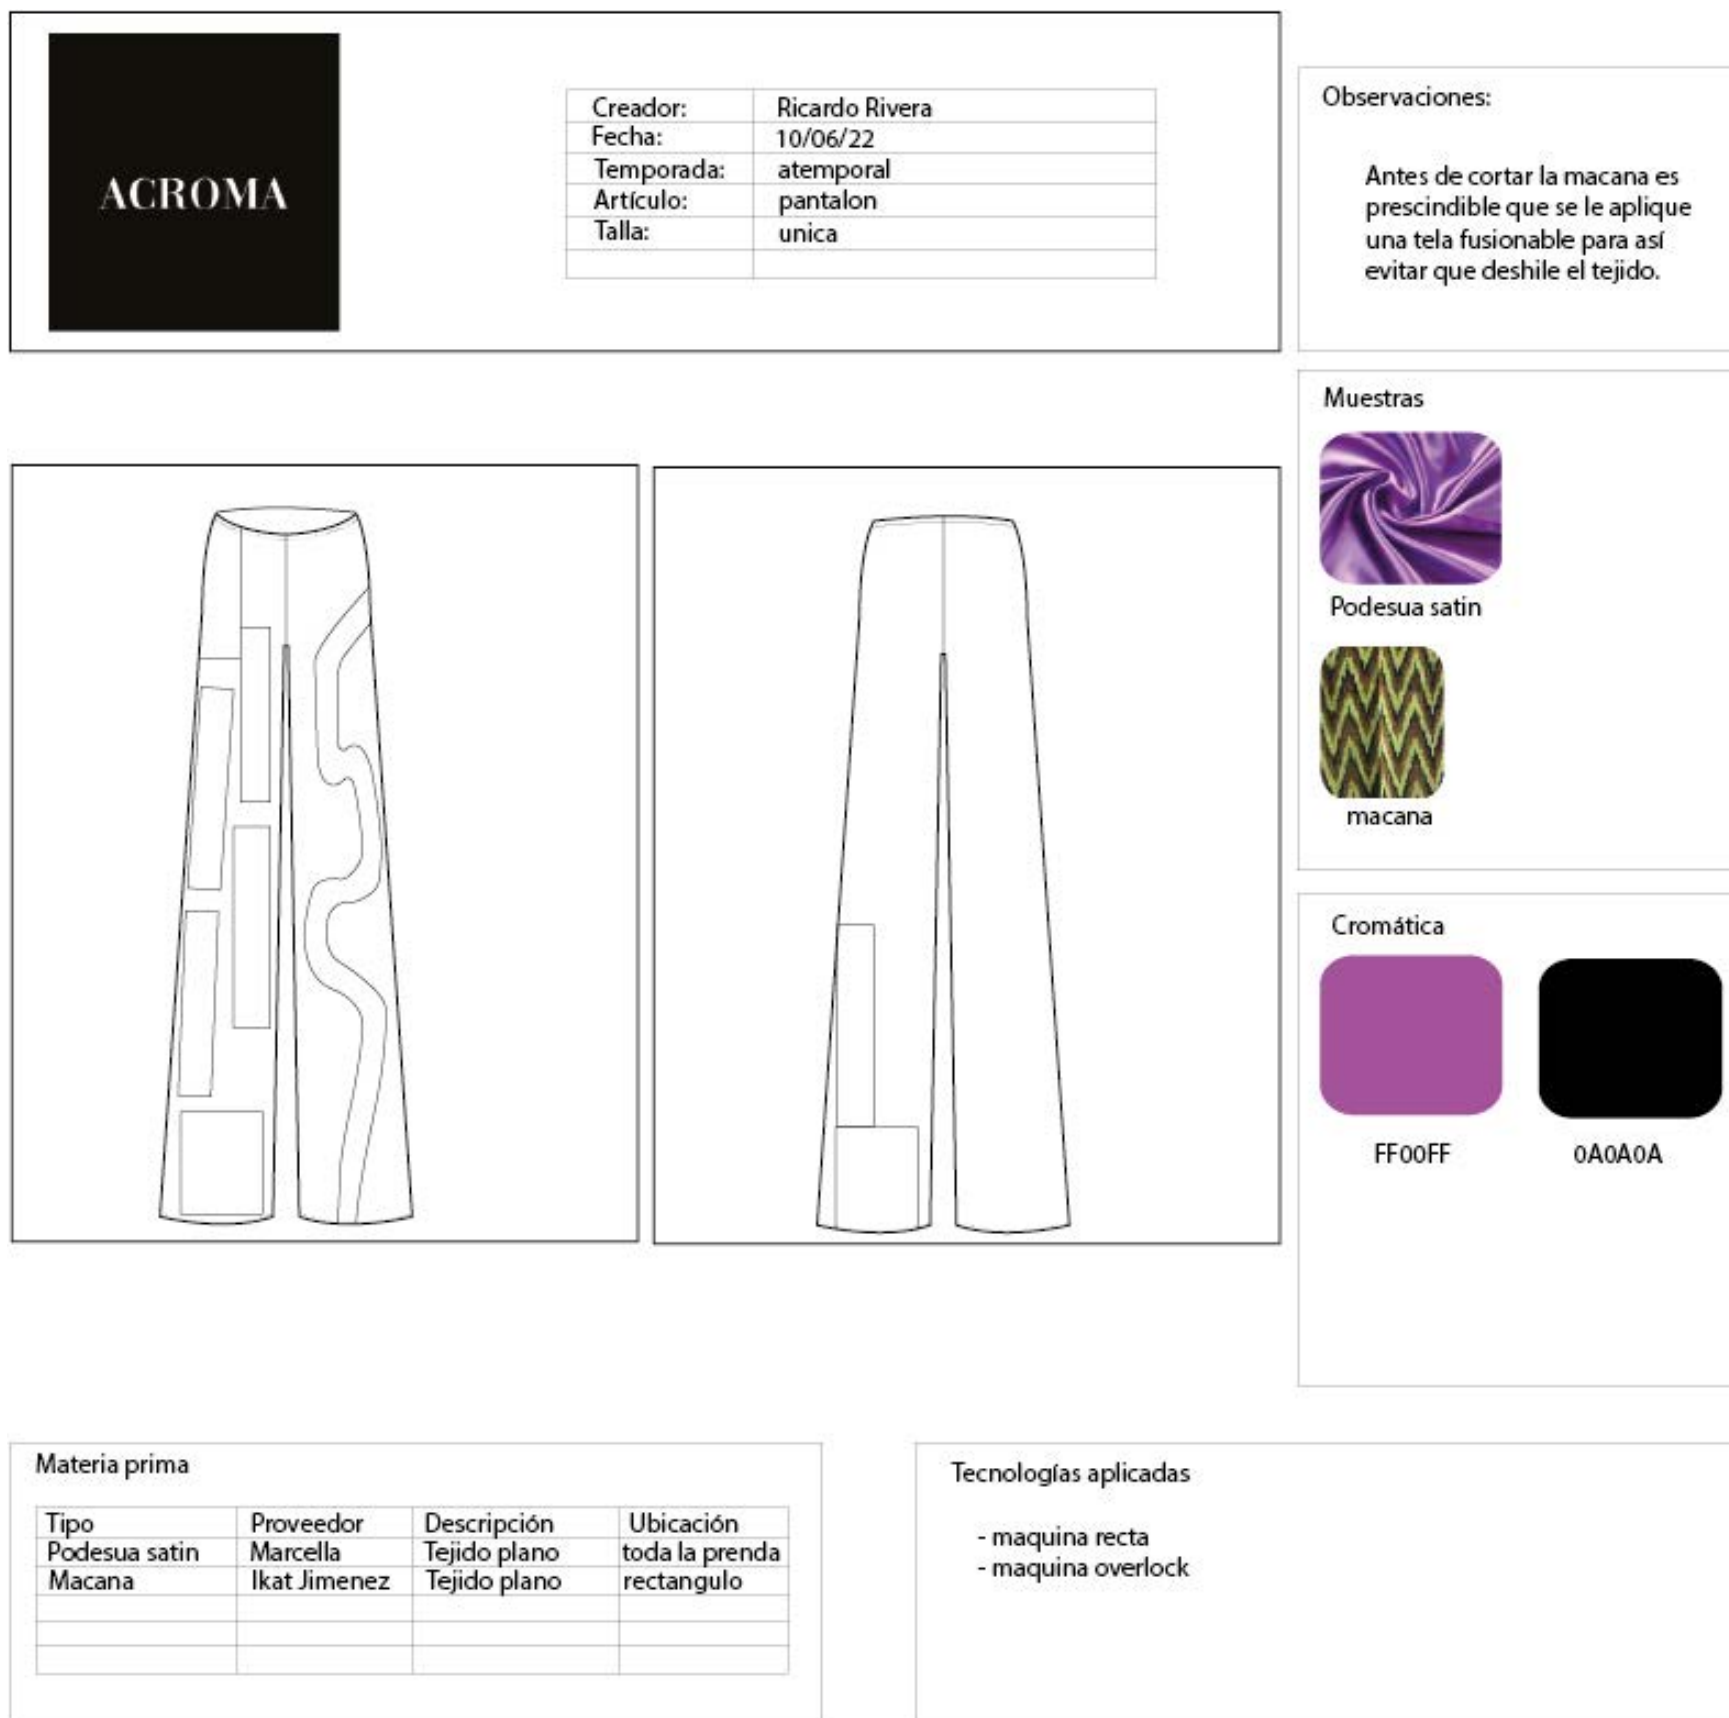 ACROMA
Creador: Ricardo Rivera
Fecha: 10/06/22
Temporada: atemporal
Artículo: pantalon
Talla: unica
Observaciones:
Antes de cortar la macana es
prescindible que se le aplique
una tela fusionable para así
evitar que deshile el tejido.
Muestras
Podesua satin
macana
Cromática
FF00FF 0A0A0A
Materia prima
Tipo Proveedor Descripción Ubicación
Podesua satin Marcella Tejido plano toda la prenda
Macana Ikat Jimenez Tejido plano rectangulo
Tecnologías aplicadas
- maquina recta
- maquina overlock